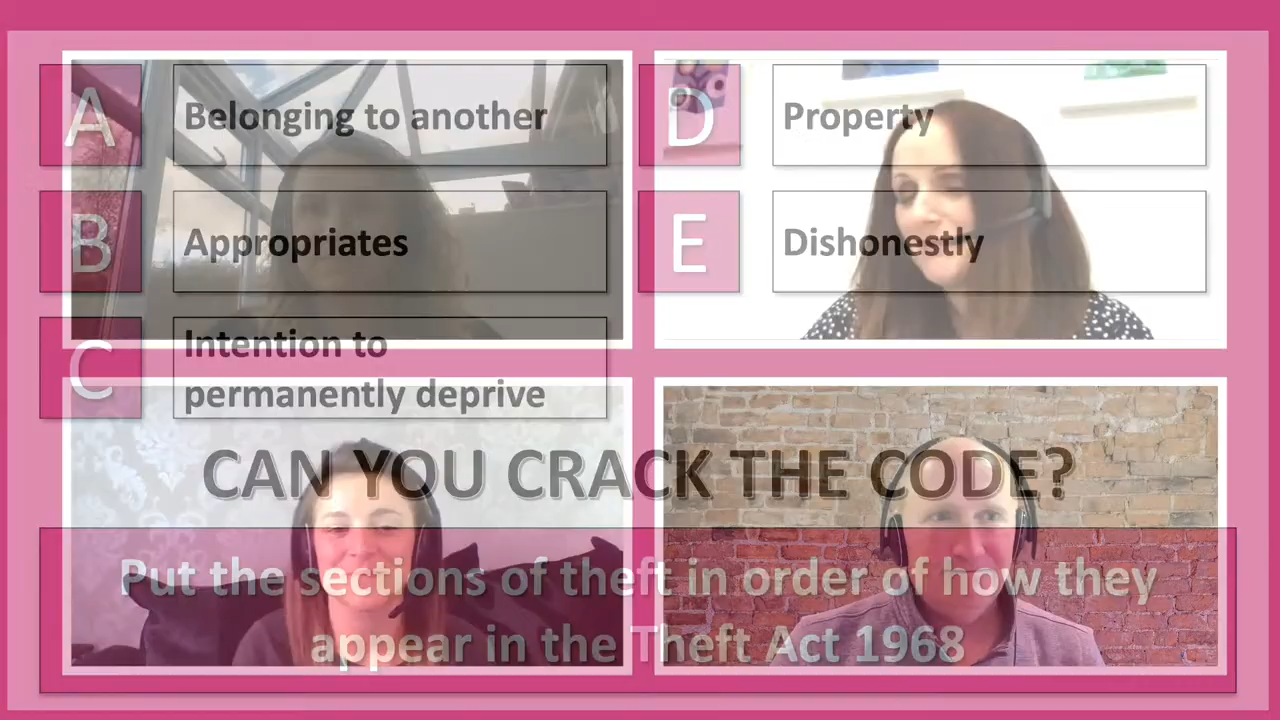 A
Belonging to another
B
Appropriates
C
Intention to
permanently deprive
D
Property
E
Dishonestly
CAN YOU CRACK THE CODE?
Put the sections of theft in order of how they
appear in the Theft Act 1968